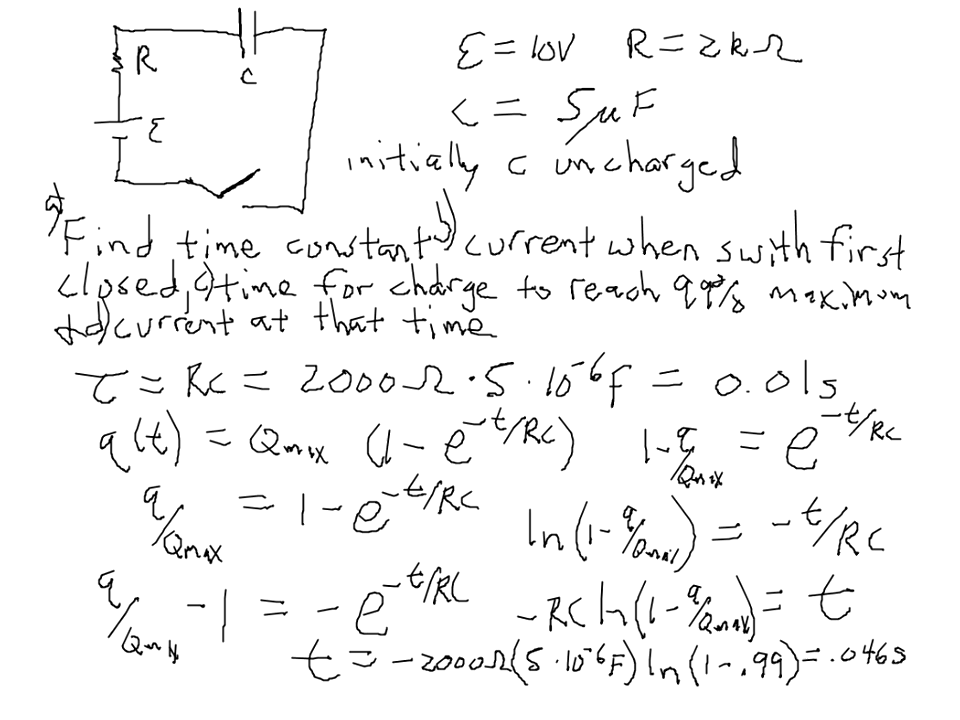 R
C
ε
ε = 10V R = 2kΩ
C = 5μF
initially C uncharged
a) Find time constant b) current when swith first
closed, c) time for charge to reach 99% maximum
+ d) current at that time
τ = RC = 2000Ω · 5 · 10^-6 F = 0.01s
q(t) = Qmax (1 - e^-t/RC)
q/Qmax = 1 - e^-t/RC
q/Qmax - 1 = - e^-t/RC
1 - q/Qmax = e^-t/RC
ln(1 - q/Qmax) = - t/RC
-RC ln(1 - q/Qmax) = t
t = - 2000Ω(5 · 10^-6 F) ln(1 - .99) = .046s